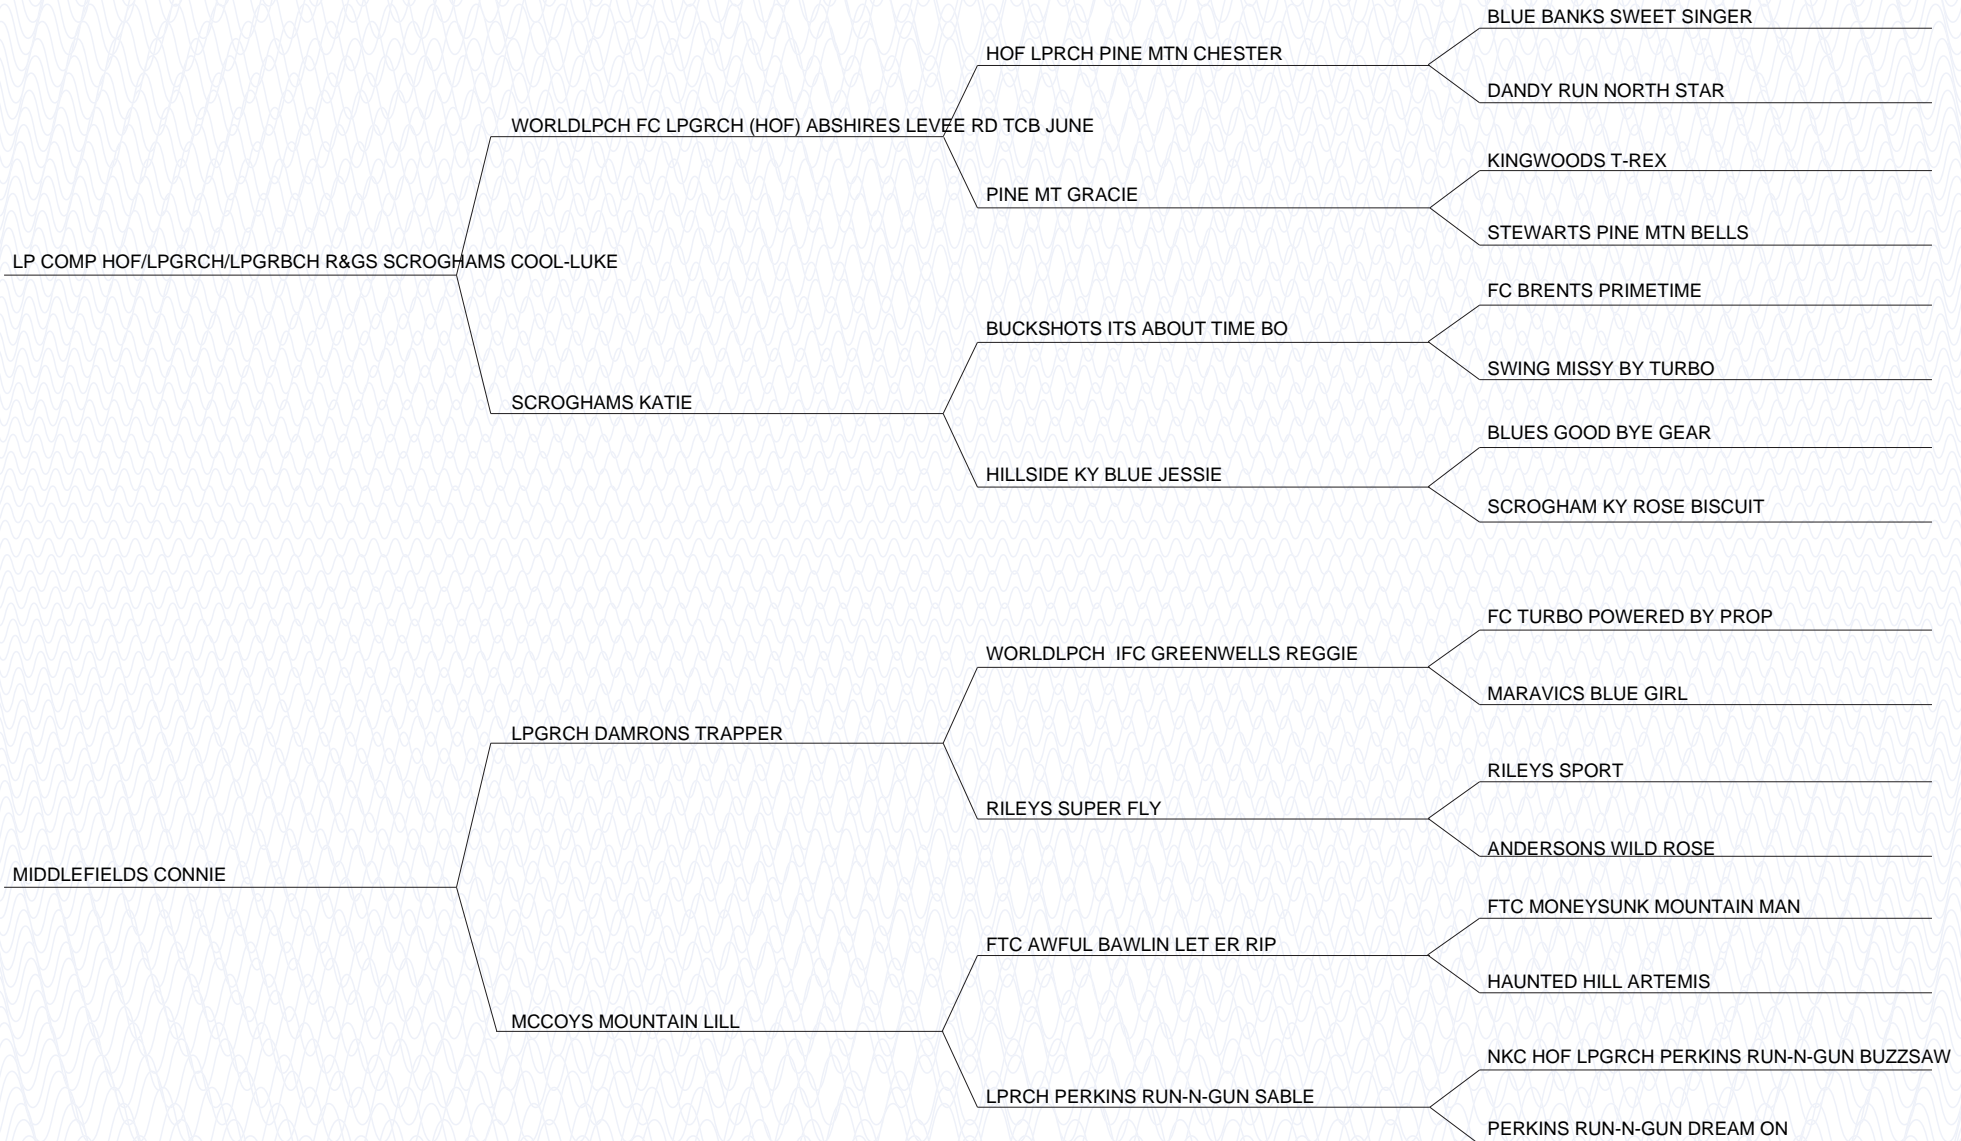 BLUE BANKS SWEET SINGER
HOF LPRCH PINE MTN CHESTER
DANDY RUN NORTH STAR
WORLDLPCH FC LPGRCH (HOF) ABSHIRES LEVEE RD TCB JUNE
KINGWOODS T-REX
PINE MT GRACIE
STEWARTS PINE MTN BELLS
LP COMP HOF/LPGRCH/LPGRBCH R&GS SCROGHAMS COOL-LUKE
FC BRENTS PRIMETIME
BUCKSHOTS ITS ABOUT TIME BO
SWING MISSY BY TURBO
SCROGHAMS KATIE
BLUES GOOD BYE GEAR
HILLSIDE KY BLUE JESSIE
SCROGHAM KY ROSE BISCUIT
FC TURBO POWERED BY PROP
WORLDLPCH  IFC GREENWELLS REGGIE
MARAVICS BLUE GIRL
LPGRCH DAMRONS TRAPPER
RILEYS SPORT
RILEYS SUPER FLY
ANDERSONS WILD ROSE
MIDDLEFIELDS CONNIE
FTC MONEYSUNK MOUNTAIN MAN
FTC AWFUL BAWLIN LET ER RIP
HAUNTED HILL ARTEMIS
MCCOYS MOUNTAIN LILL
NKC HOF LPGRCH PERKINS RUN-N-GUN BUZZSAW
LPRCH PERKINS RUN-N-GUN SABLE
PERKINS RUN-N-GUN DREAM ON